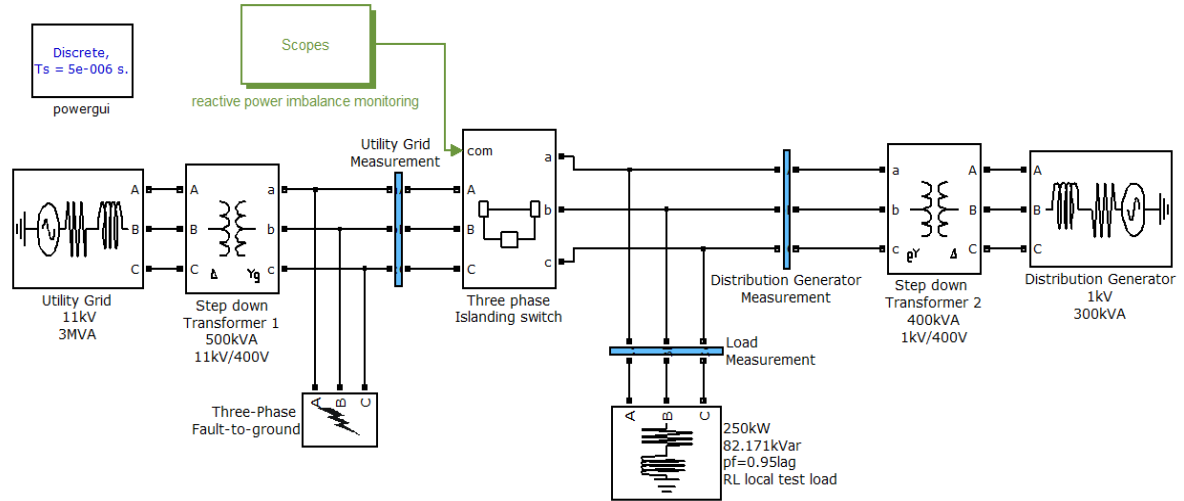 Discrete,
Ts = 5e-006 s.
powergui
Scopes
reactive power imbalance monitoring
Utility Grid
Measurement
com
A
B
C
a
b
c
Three phase
Islanding switch
A
B
C
Utility Grid
11kV
3MVA
A
B
C
a
b
c
Δ
Yg
Step down
Transformer 1
500kVA
11kV/400V
A
B
C
Three-Phase
Fault-to-ground
Distribution Generator
Measurement
a
b
c
A
B
C
Δ
Step down
Transformer 2
400kVA
1kV/400V
A
B
C
Distribution Generator
1kV
300kVA
Load
Measurement
A
B
C
250kW
82.171kVar
pf=0.95lag
RL local test load